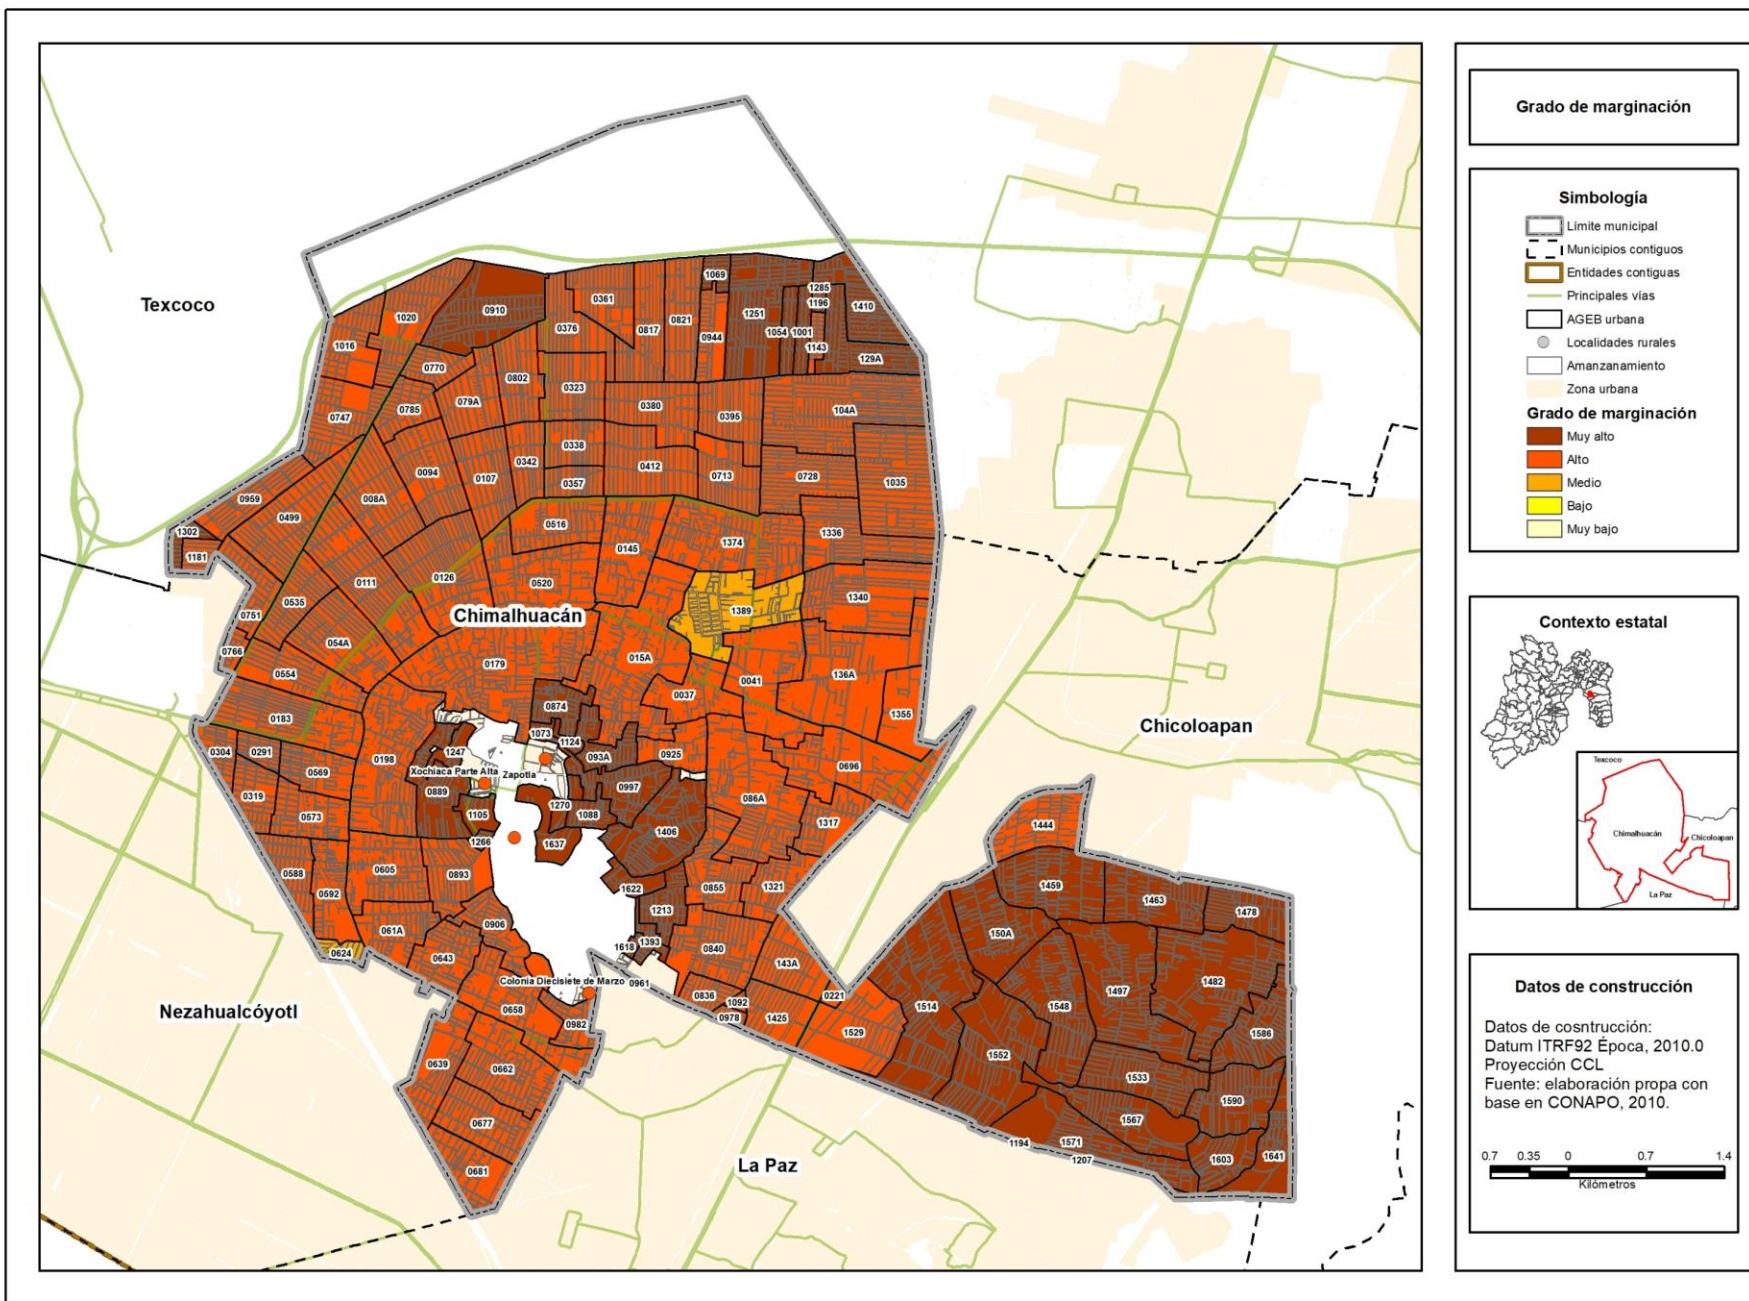 Grado de marginación
Simbología
Límite municipal
Municipios contiguos
Entidades contiguas
Principales vías
AGEB urbana
Localidades rurales
Amanzanamiento
Zona urbana
Grado de marginación
Muy alto
Alto
Medio
Bajo
Muy bajo
Contexto estatal
Texcoco
Chimalhuacán
Chicoloapan
La Paz
Datos de construcción
Datos de cosntrucción:
Datum ITRF92 Época, 2010.0
Proyección CCL
Fuente: elaboración propa con
base en CONAPO, 2010.
0.7 0.35 0 0.7 1.4
Kilómetros
Texcoco
Chimalhuacán
Chicoloapan
Nezahualcóyotl
La Paz
Xochiaca Parte Alta
Zapotla
Colonia Diecisiete de Marzo
1069
1285
0361
1196
1410
0910
1020
1251
0376
0817
0821
0944
1054
1001
1143
1016
129A
0770
0802
0323
079A
0785
0380
0395
104A
0747
0338
0094
0342
0412
0107
0713
0728
1035
0357
0959
008A
0499
0516
1302
0145
1374
1336
1181
0111
0126
0520
1389
1340
0535
0751
054A
0766
0179
015A
0554
0037
0041
136A
0183
0874
1355
1073
1124
0304
0291
0198
1247
093A
0925
0696
0569
0889
0997
0319
086A
0573
1105
1270
1088
1317
1406
1266
1637
0588
0605
0893
0592
1622
0855
1321
1213
0906
061A
1618
1393
0840
0624
0643
143A
0961
0836
1092
0221
0658
0978
1425
0982
1529
0639
0662
0677
0681
1444
1459
1463
1478
150A
1482
1497
1514
1548
1586
1552
1533
1590
1567
1194
1571
1207
1603
1641